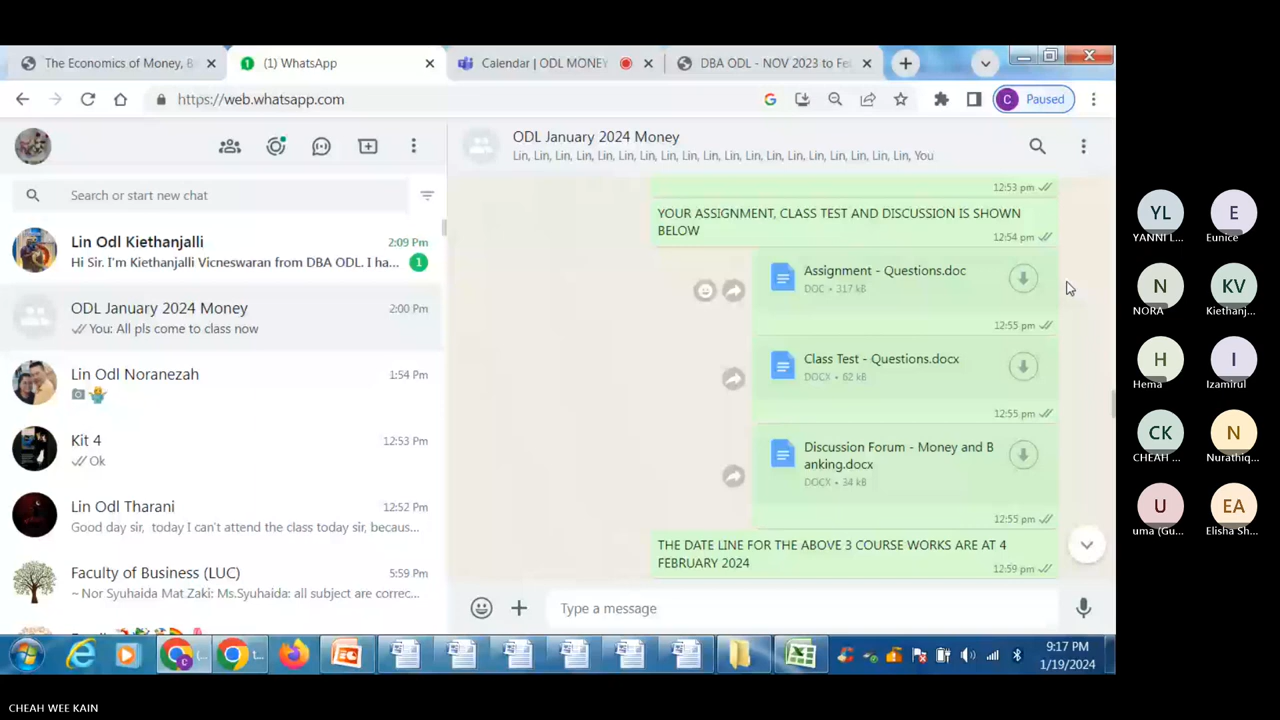 The Economics of Money, B
(1) WhatsApp
Calendar | ODL MONEY
DBA ODL - NOV 2023 to Fe
https://web.whatsapp.com
C
Paused
Search or start new chat
Lin Odl Kiethanjalli
2:09 Pm
Hi Sir. I'm Kiethanjalli Vicneswaran from DBA ODL. I ha...
1
ODL January 2024 Money
2:00 Pm
You: All pls come to class now
Lin Odl Noranezah
1:54 Pm
Kit 4
12:53 Pm
Ok
Lin Odl Tharani
12:52 Pm
Good day sir, today I can't attend the class today sir, becaus...
Faculty of Business (LUC)
5:59 Pm
~ Nor Syuhaida Mat Zaki: Ms.Syuhaida: all subject are correc...
ODL January 2024 Money
Lin, Lin, Lin, Lin, Lin, Lin, Lin, Lin, Lin, Lin, Lin, Lin, Lin, Lin, Lin, Lin, Lin, Lin, Lin, You
12:53 pm
YOUR ASSIGNMENT, CLASS TEST AND DISCUSSION IS SHOWN
BELOW
12:54 pm
Assignment - Questions.doc
DOC • 317 kB
12:55 pm
Class Test - Questions.docx
DOCX • 62 kB
12:55 pm
Discussion Forum - Money and B
anking.docx
DOCX • 34 kB
12:55 pm
THE DATE LINE FOR THE ABOVE 3 COURSE WORKS ARE AT 4
FEBRUARY 2024
12:59 pm
Type a message
9:17 PM
1/19/2024
YL
YANNI L...
E
Eunice
N
NORA
KV
Kiethanj...
H
Hema
I
Izamirul
CK
CHEAH ...
N
Nurathiq...
U
uma (Gu...
EA
Elisha Sh...
CHEAH WEE KAIN